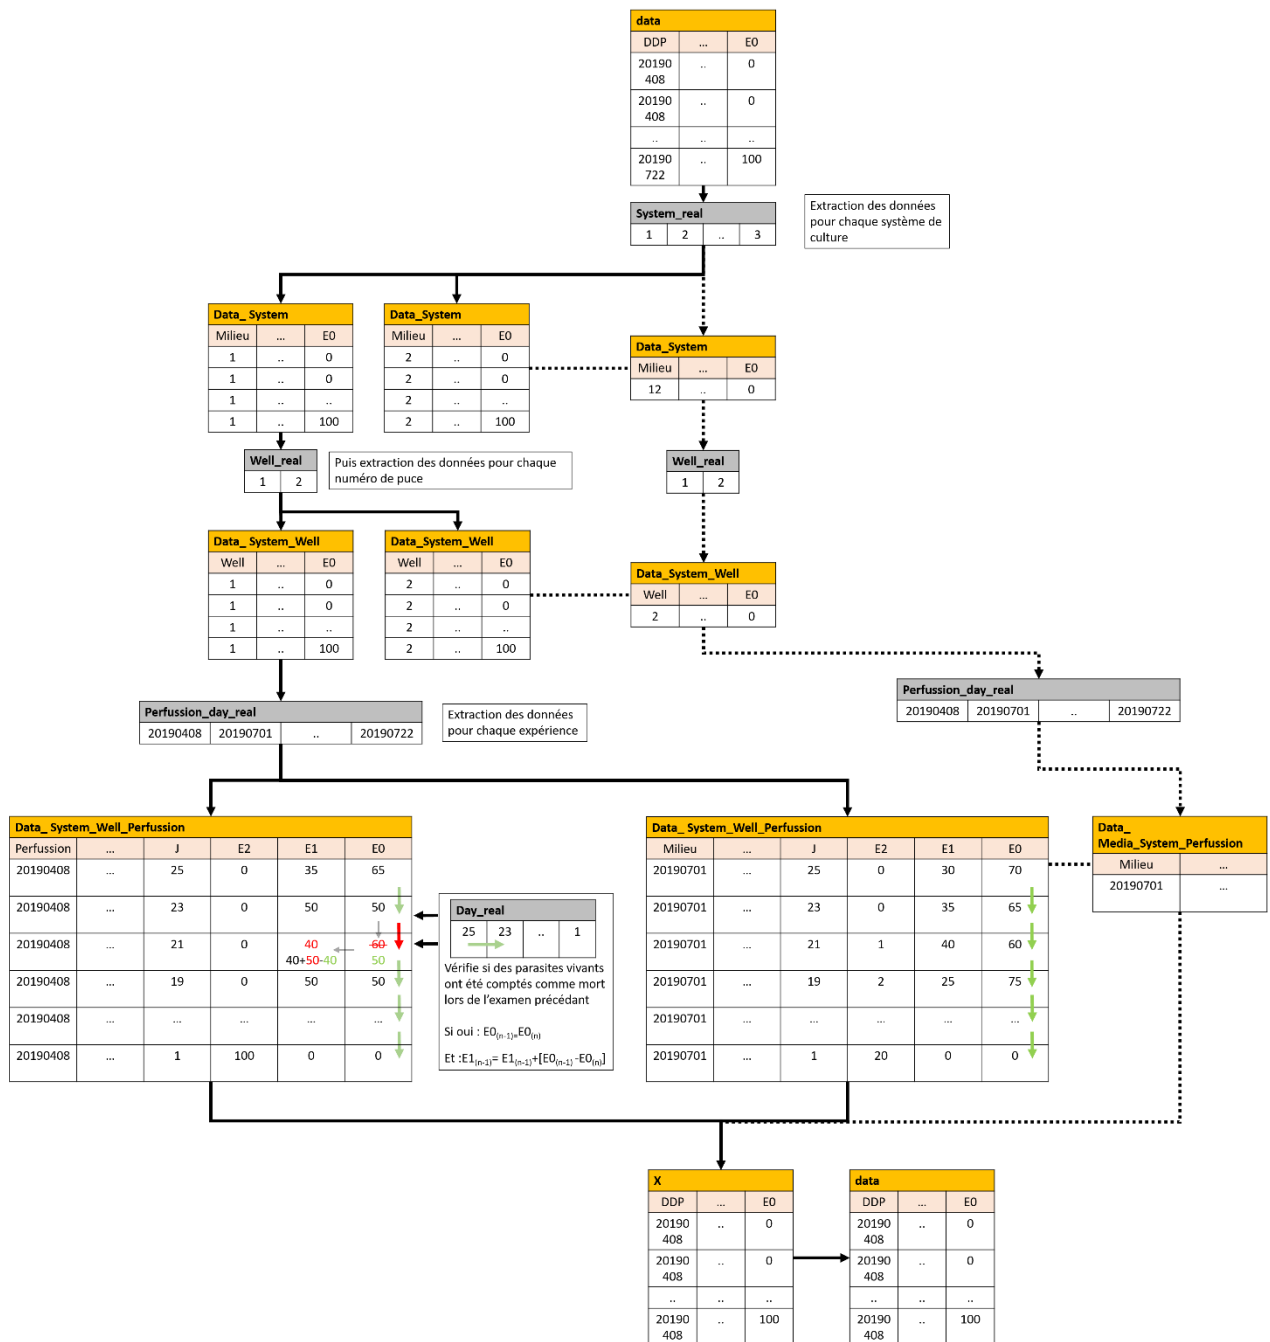 data
DDP ... E0
20190 408 .. 0
20190 408 .. 0
.. .. ..
20190 722 .. 100
System_real
1 2 .. 3
Extraction des données
pour chaque système de
culture
Data_ System
Milieu ... E0
1 .. 0
1 .. 0
1 .. ..
1 .. 100
Data_System
Milieu ... E0
2 .. 0
2 .. 0
2 .. ..
2 .. 100
Data_System
Milieu ... E0
12 .. 0
Well_real
1 2
Puis extraction des données pour chaque
numéro de puce
Well_real
1 2
Data_ System_Well
Well ... E0
1 .. 0
1 .. 0
1 .. ..
1 .. 100
Data_System_Well
Well ... E0
2 .. 0
2 .. 0
2 .. ..
2 .. 100
Data_System_Well
Well ... E0
2 .. 0
Perfussion_day_real
20190408 20190701 .. 20190722
Extraction des données
pour chaque expérience
Perfussion_day_real
20190408 20190701 .. 20190722
Data_ System_Well_Perfussion
Perfussion ... J E2 E1 E0
20190408 ... 25 0 35 65
20190408 ... 23 0 50 50
20190408 ... 21 0 40 60
40+50-40 50
20190408 ... 19 0 50 50
20190408 ... ... ... ... ...
20190408 ... 1 100 0 0
Day_real
25 23 .. 1
Vérifie si des parasites vivants
ont été comptés comme mort
lors de l'examen précédant
Si oui : E0(n-1)=E0(n)
Et :E1(n-1)= E1(n-1)+[E0(n-1) -E0(n)]
Data_ System_Well_Perfussion
Milieu ... J E2 E1 E0
20190701 ... 25 0 30 70
20190701 ... 23 0 35 65
20190701 ... 21 1 40 60
20190701 ... 19 2 25 75
20190701 ... ... ... ... ...
20190701 ... 1 20 0 0
Data_
Media_System_Perfussion
Milieu ...
20190701 ...
X
DDP ... E0
20190 408 .. 0
20190 408 .. 0
.. .. ..
20190 408 .. 100
data
DDP ... E0
20190 408 .. 0
20190 408 .. 0
.. .. ..
20190 408 .. 100